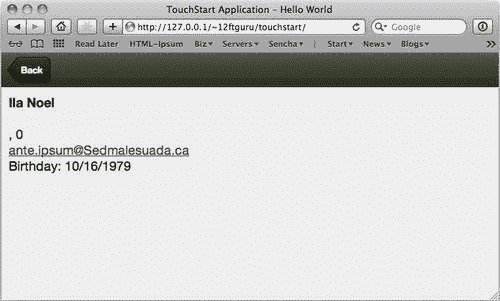 TouchStart Application – Hello World
http://127.0.0.1/~12ftguru/touchstart/
Google
Read Later HTML-Ipsum Biz Servers Sencha Start News Blogs
Back
Ila Noel
, 0
ante.ipsum@Sedmalesuada.ca
Birthday: 10/16/1979